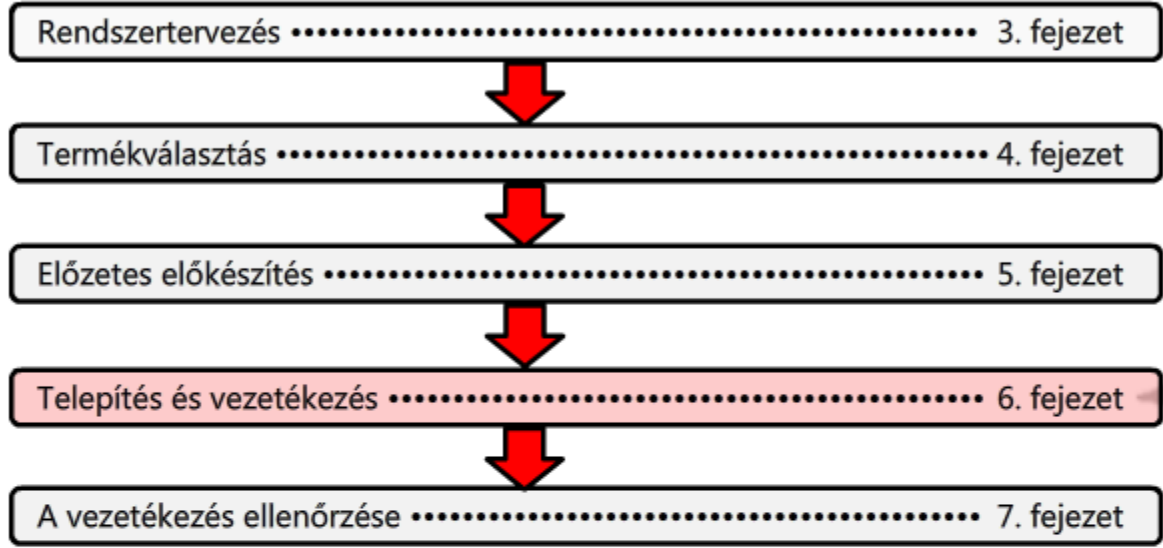 Rendszertervezés •••••••••••••••••••••••••••••••••••••••••••••••••••• 3. fejezet
Termékválasztás •••••••••••••••••••••••••••••••••••••••••••••••••••••• 4. fejezet
Előzetes előkészítés •••••••••••••••••••••••••••••••••••••••••••••••••• 5. fejezet
Telepítés és vezetékezés ••••••••••••••••••••••••••••••••••••••••••••• 6. fejezet
A vezetékezés ellenőrzése ••••••••••••••••••••••••••••••••••••••••••• 7. fejezet